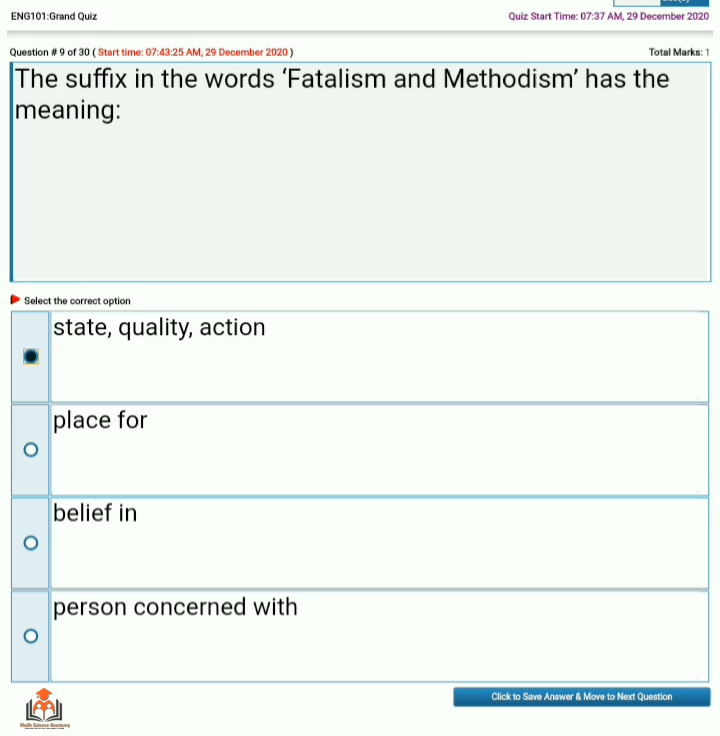 ENG101:Grand Quiz
Quiz Start Time: 07:37 AM, 29 December 2020
Question # 9 of 30 ( Start time: 07:43:25 AM, 29 December 2020 )
Total Marks: 1
The suffix in the words ‘Fatalism and Methodism’ has the
meaning:
Select the correct option
state, quality, action
place for
belief in
person concerned with
Click to Save Answer & Move to Next Question
Math Science Academy